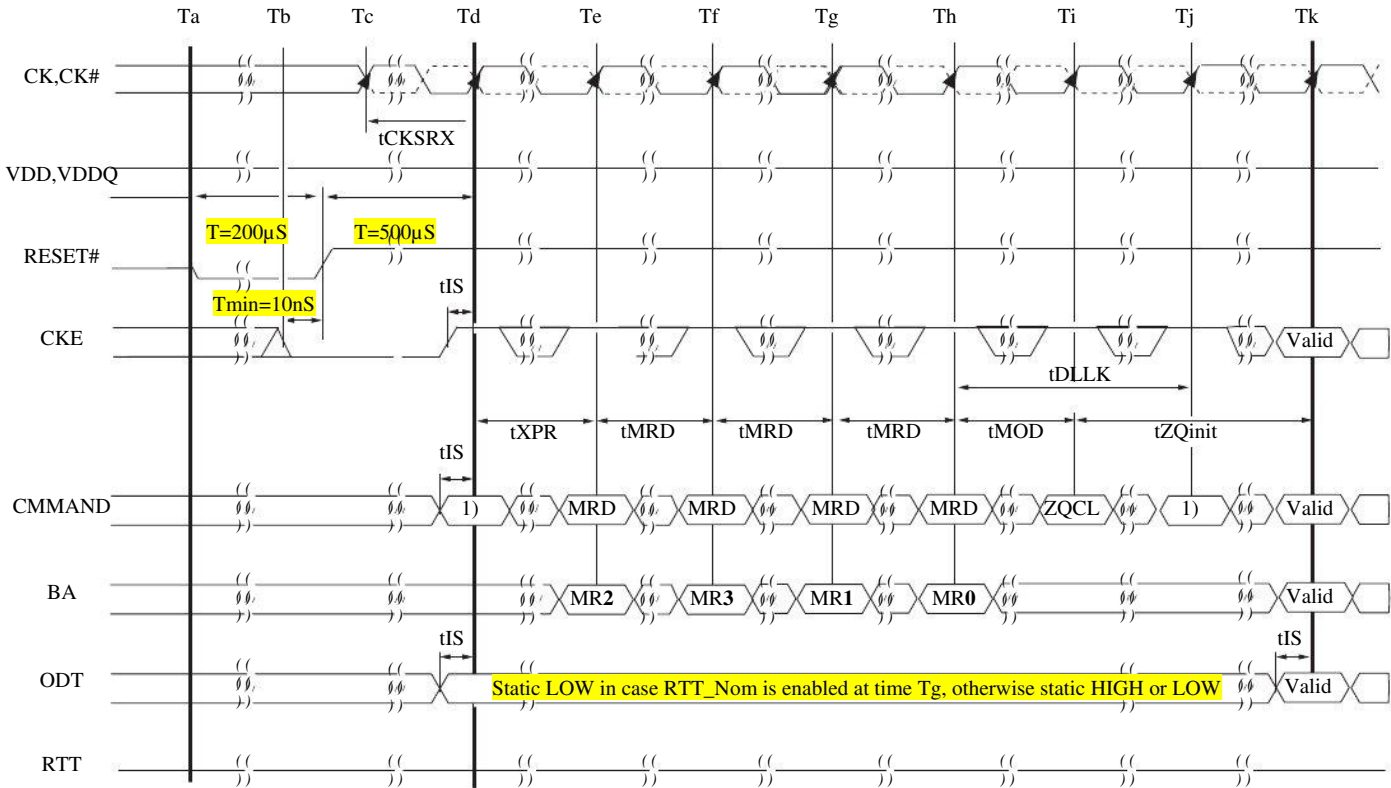 Ta Tb Tc Td Te Tf Tg Th Ti Tj Tk
CK,CK#
tCKSRX
VDD,VDDQ
T=200µS T=500µS
RESET#
tIS
Tmin=10nS
CKE Valid
tDLLK
tXPR tMRD tMRD tMRD tMOD tZQinit
tIS
CMMAND 1) MRD MRD MRD MRD ZQCL 1) Valid
BA MR2 MR3 MR1 MR0 Valid
tIS tIS
ODT Static LOW in case RTT_Nom is enabled at time Tg, otherwise static HIGH or LOW Valid
RTT